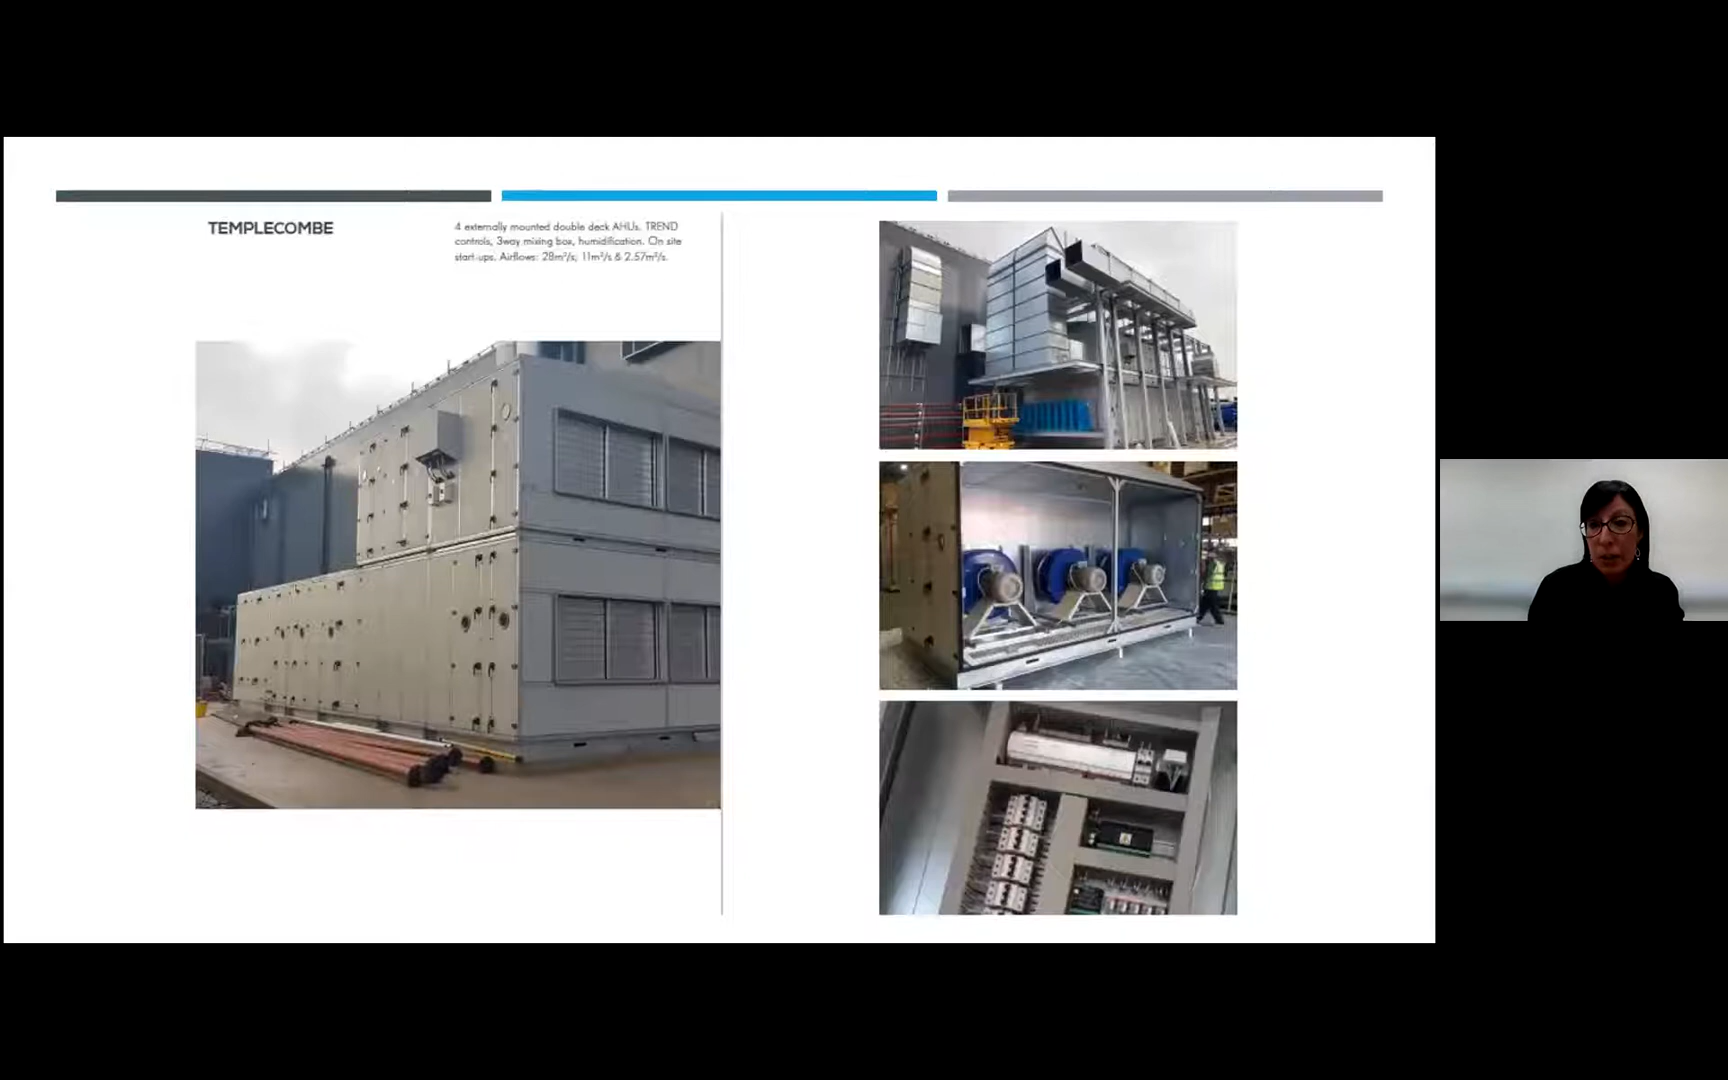 TEMPLECOMBE
4 externally mounted double deck AHUs. TREND
controls, 3way mixing box, humidification. On site
start-ups. Airflows: 28m³/s; 11m³/s & 2.57m³/s.